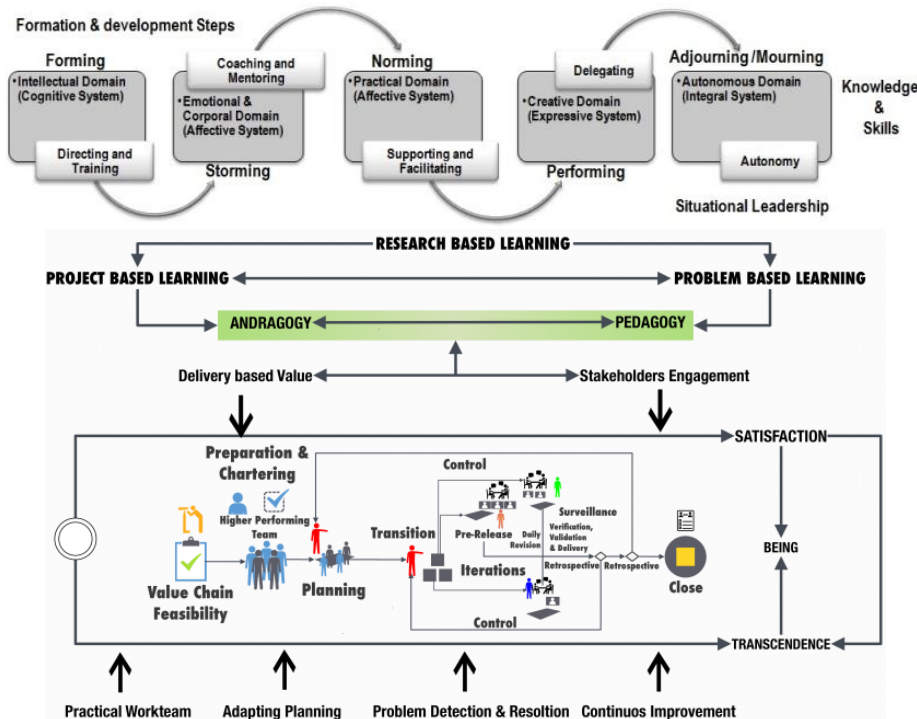 Formation & development Steps
Forming
•Intellectual Domain
(Cognitive System)
Directing and
Training
Coaching and
Mentoring
•Emotional &
Corporal Domain
(Affective System)
Storming
Norming
•Practical Domain
(Affective System)
Supporting and
Facilitating
Delegating
•Creative Domain
(Expressive System)
Performing
Adjourning /Mourning
•Autonomous Domain
(Integral System)
Autonomy
Knowledge
&
Skills
Situational Leadership
RESEARCH BASED LEARNING
PROJECT BASED LEARNING
PROBLEM BASED LEARNING
ANDRAGOGY
PEDAGOGY
Delivery based Value
Stakeholders Engagement
SATISFACTION
Preparation &
Chartering
Higher Performing
Team
Value Chain
Feasibility
Planning
Transition
Control
Pre-Release
Daily
Revision
Surveillance
Verification,
Validation
& Delivery
Iterations
Retrospective
Retrospective
Control
Close
BEING
TRANSCENDENCE
Practical Workteam
Adapting Planning
Problem Detection & Resoltion
Continuos Improvement